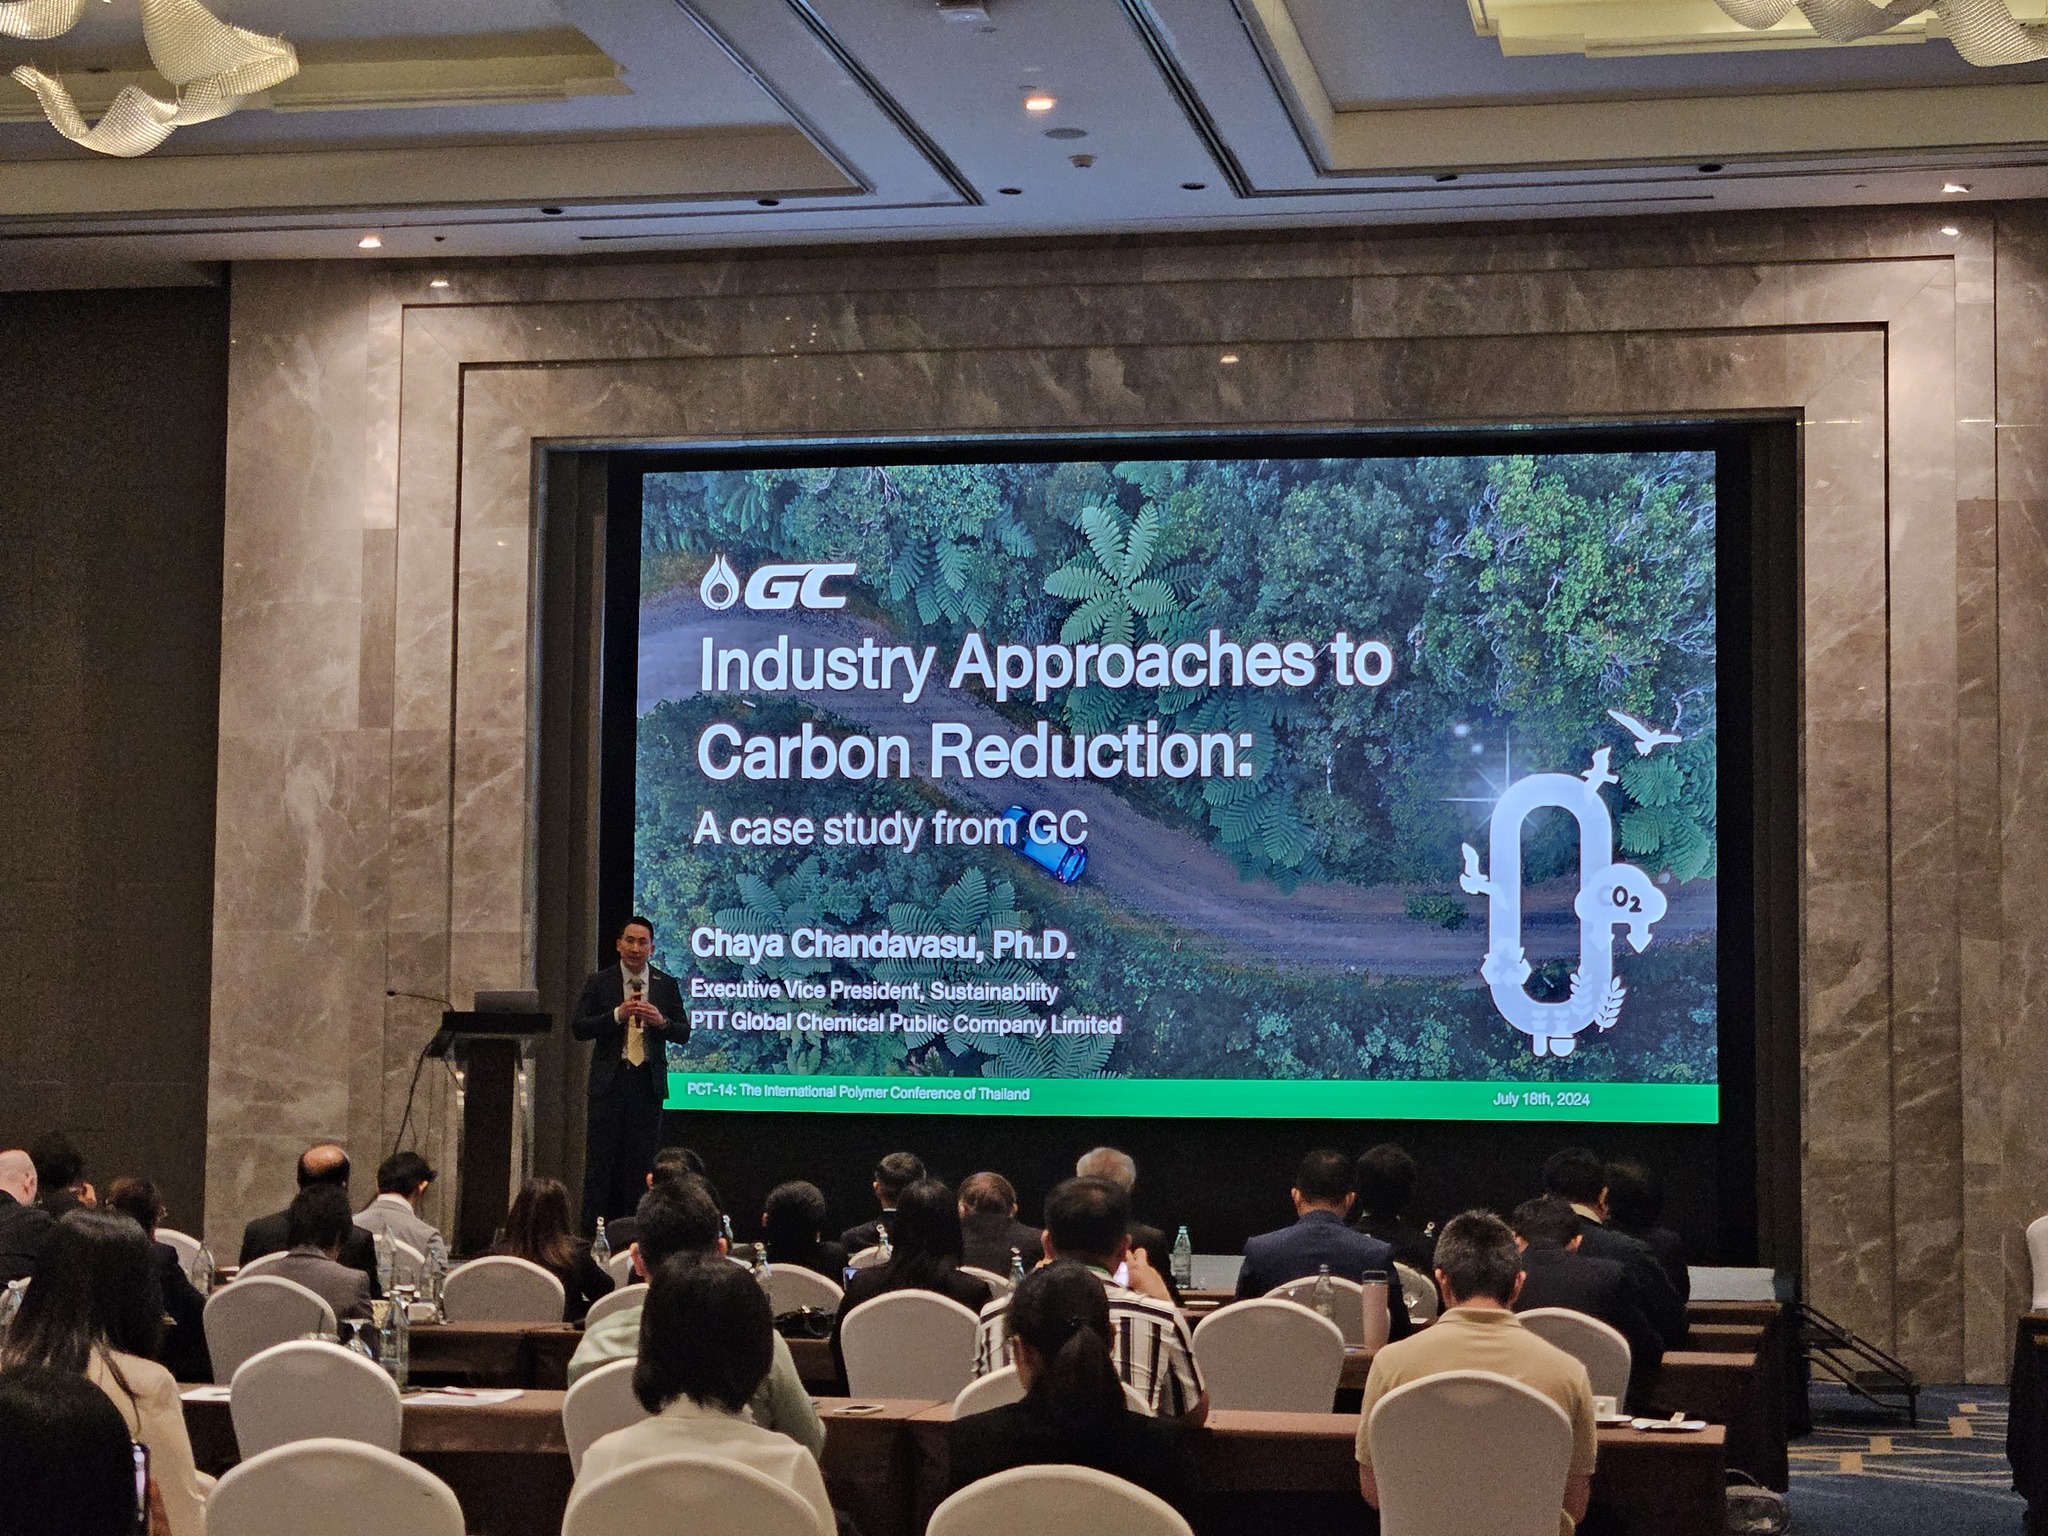 GC
Industry Approaches to
Carbon Reduction:
A case study from GC
CO₂
Chaya Chandavasu, Ph.D.
Executive Vice President, Sustainability
PTT Global Chemical Public Company Limited
PCT-14: The International Polymer Conference of Thailand
July 18th, 2024